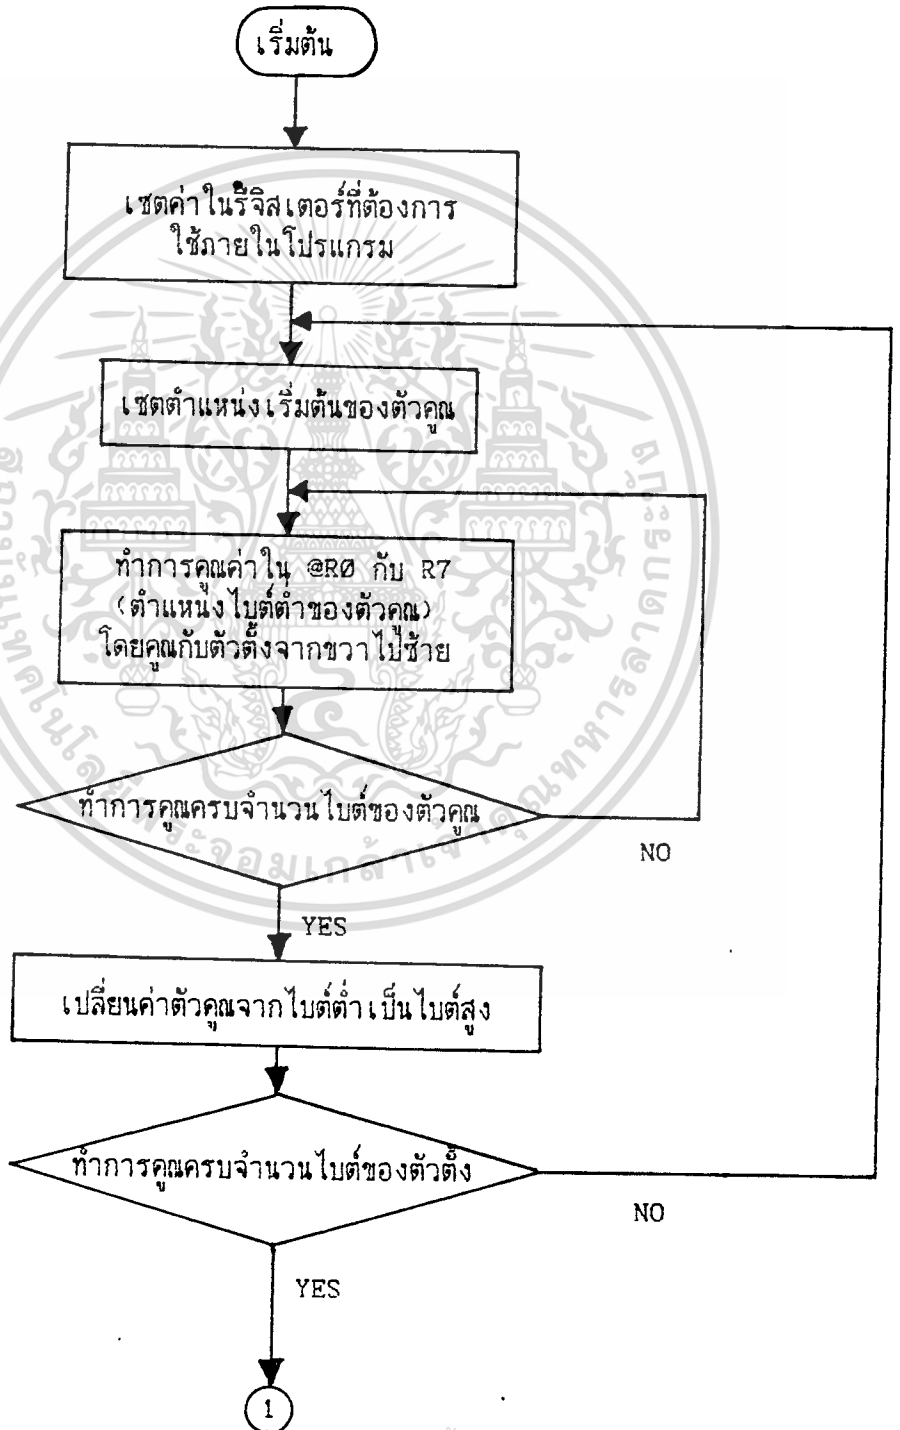 เริ่มต้น
เซตค่าในรีจิสเตอร์ที่ต้องการ
ใช้ภายในโปรแกรม
เซตตำแหน่งเริ่มต้นของตัวคูณ
ทำการคูณค่าใน @RØ กับ R7
(ตำแหน่งไบต์ต่ำของตัวคูณ)
โดยคูณกับตัวตั้งจากขวาไปซ้าย
ทำการคูณครบจำนวนไบต์ของตัวคูณ
NO
YES
เปลี่ยนค่าตัวคูณจากไบต์ต่ำเป็นไบต์สูง
ทำการคูณครบจำนวนไบต์ของตัวตั้ง
NO
YES
1